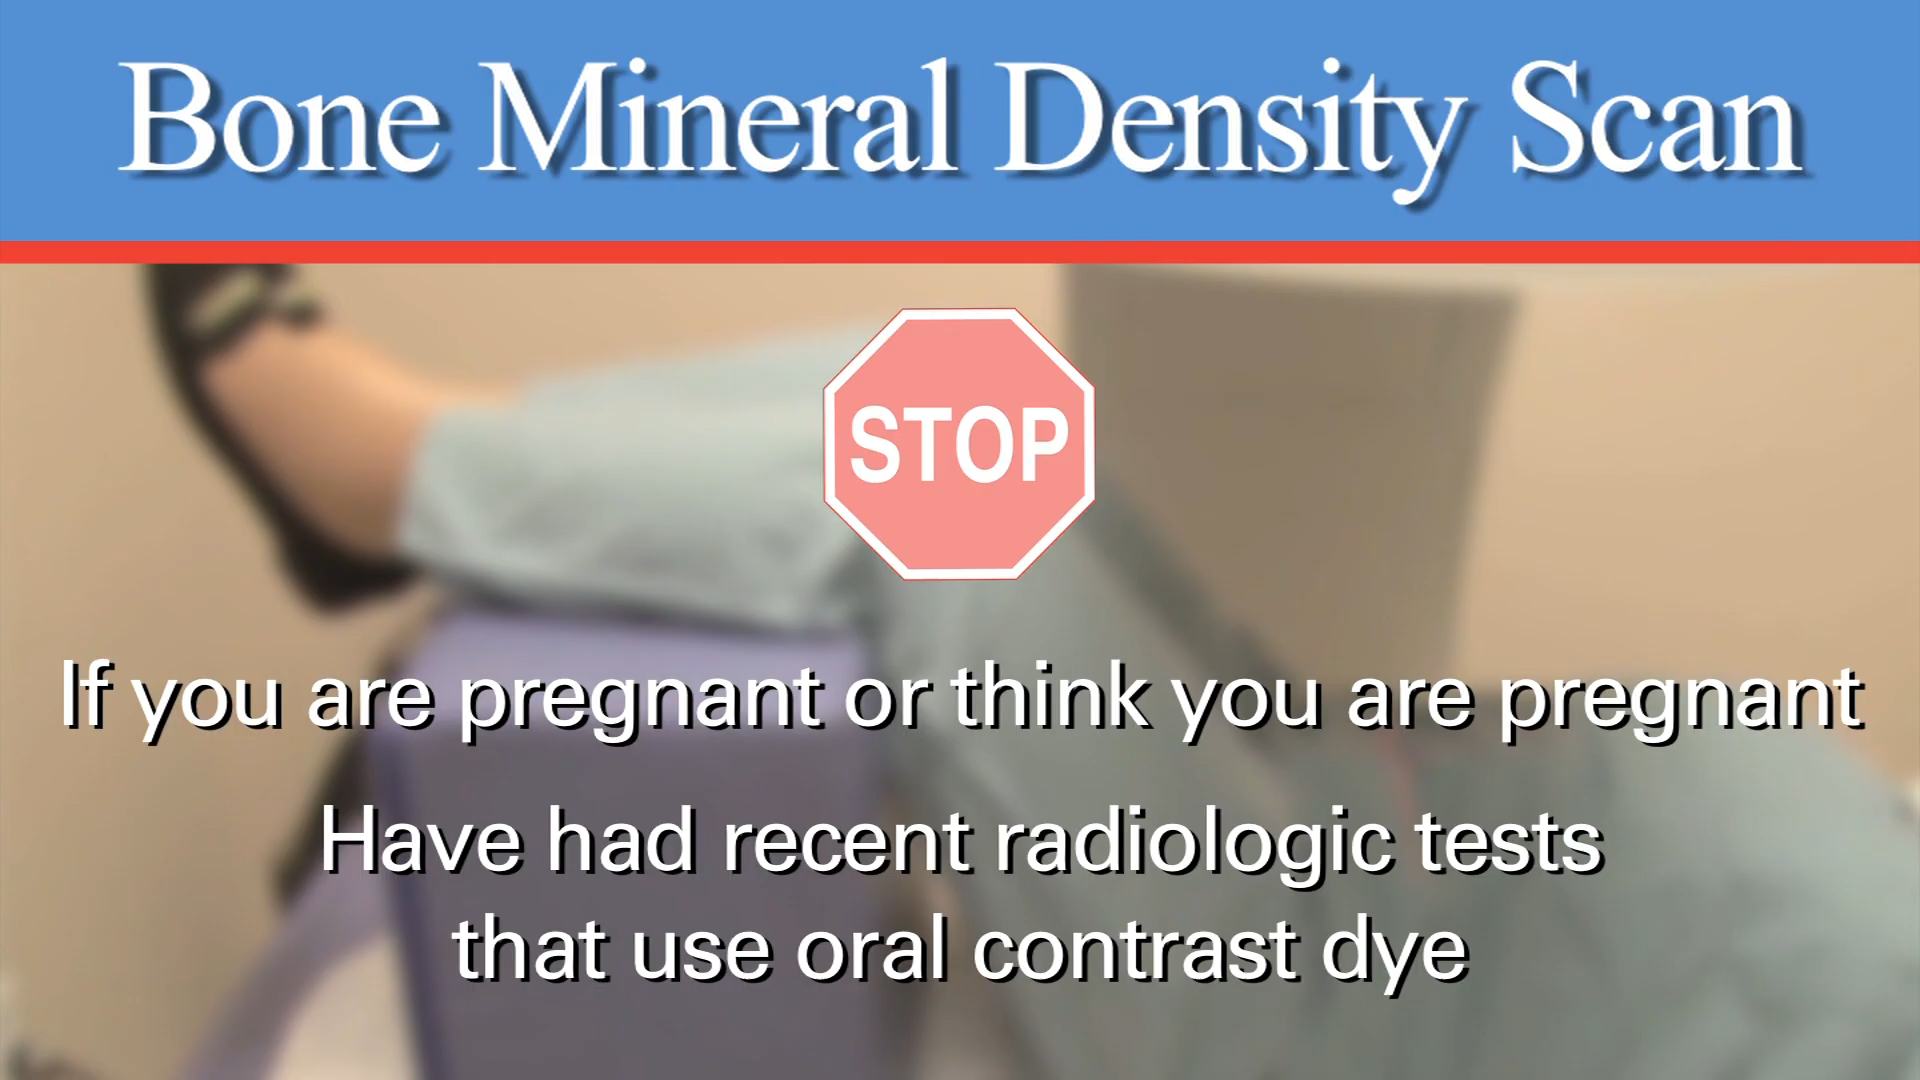 Bone Mineral Density Scan
STOP
If you are pregnant or think you are pregnant
Have had recent radiologic tests
that use oral contrast dye